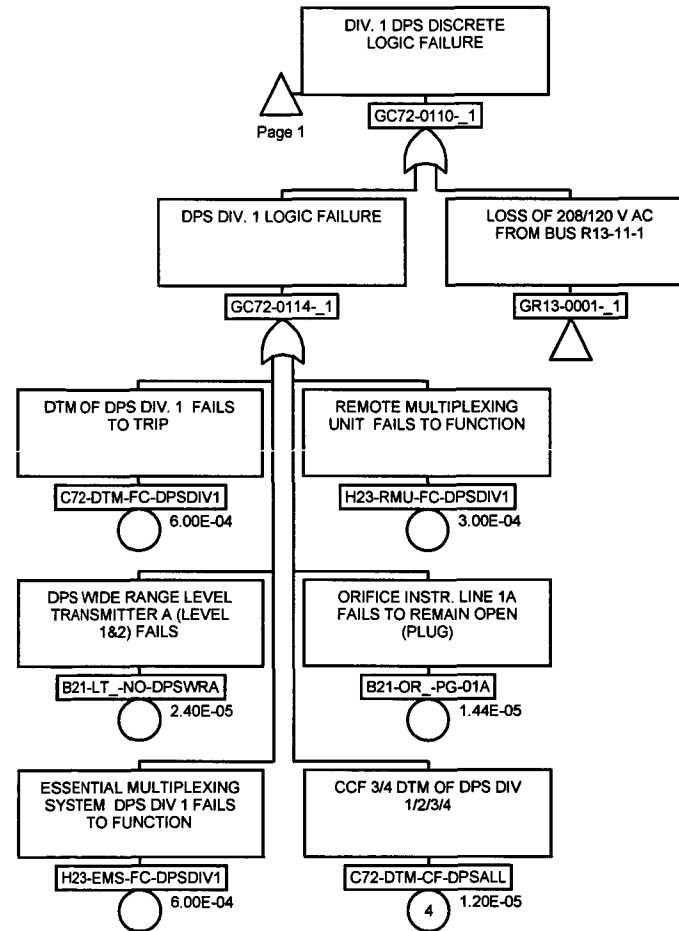 DIV. 1 DPS DISCRETE
LOGIC FAILURE
Page 1
GC72-0110-_1
DPS DIV. 1 LOGIC FAILURE
LOSS OF 208/120 V AC
FROM BUS R13-11-1
GC72-0114-_1
GR13-0001-_1
DTM OF DPS DIV. 1 FAILS
TO TRIP
REMOTE MULTIPLEXING
UNIT FAILS TO FUNCTION
C72-DTM-FC-DPSDIV1
6.00E-04
H23-RMU-FC-DPSDIV1
3.00E-04
DPS WIDE RANGE LEVEL
TRANSMITTER A (LEVEL
1&2) FAILS
ORIFICE INSTR. LINE 1A
FAILS TO REMAIN OPEN
(PLUG)
B21-LT_-NO-DPSWRA
2.40E-05
B21-OR_-PG-01A
1.44E-05
ESSENTIAL MULTIPLEXING
SYSTEM DPS DIV 1 FAILS
TO FUNCTION
CCF 3/4 DTM OF DPS DIV
1/2/3/4
H23-EMS-FC-DPSDIV1
6.00E-04
C72-DTM-CF-DPSALL
4
1.20E-05